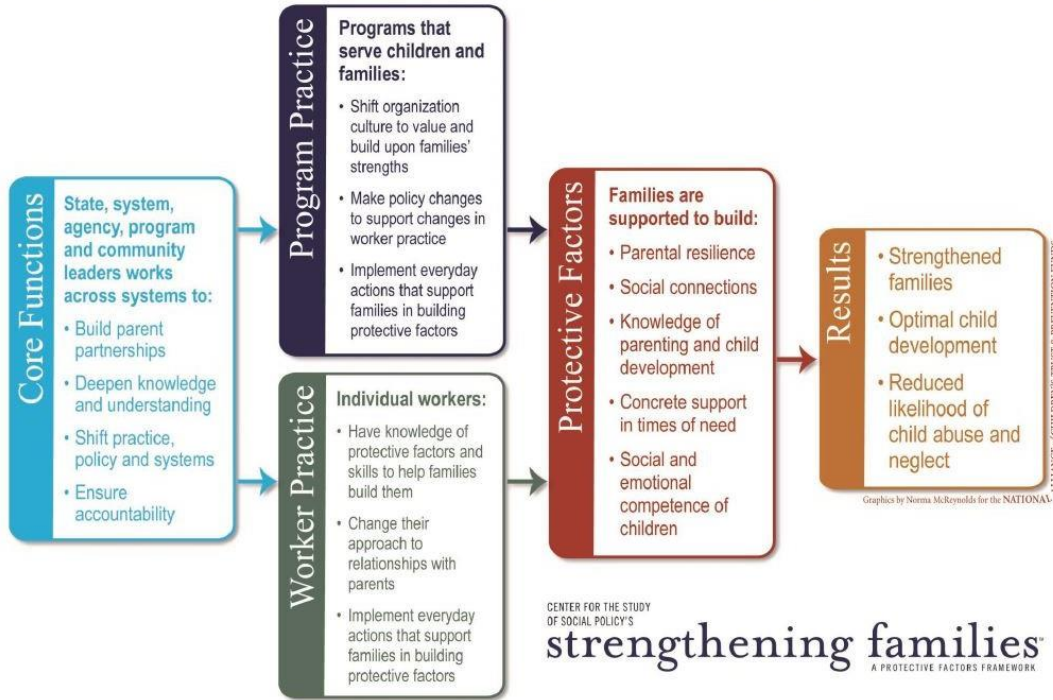 Core Functions
State, system,
agency, program
and community
leaders works
across systems to:
• Build parent
partnerships
• Deepen knowledge
and understanding
• Shift practice,
policy and systems
• Ensure
accountability
Program Practice
Programs that
serve children and
families:
• Shift organization
culture to value and
build upon families'
strengths
• Make policy changes
to support changes in
worker practice
• Implement everyday
actions that support
families in building
protective factors
Worker Practice
Individual workers:
• Have knowledge of
protective factors and
skills to help families
build them
• Change their
approach to
relationships with
parents
• Implement everyday
actions that support
families in building
protective factors
Protective Factors
Families are
supported to build:
• Parental resilience
• Social connections
• Knowledge of
parenting and child
development
• Concrete support
in times of need
• Social and
emotional
competence of
children
Results
• Strengthened
families
• Optimal child
development
• Reduced
likelihood of
child abuse and
neglect
Graphics by Norma McReynolds for the NATIONAL
CENTER FOR THE STUDY
OF SOCIAL POLICY'S
strengthening families™
A PROTECTIVE FACTORS FRAMEWORK